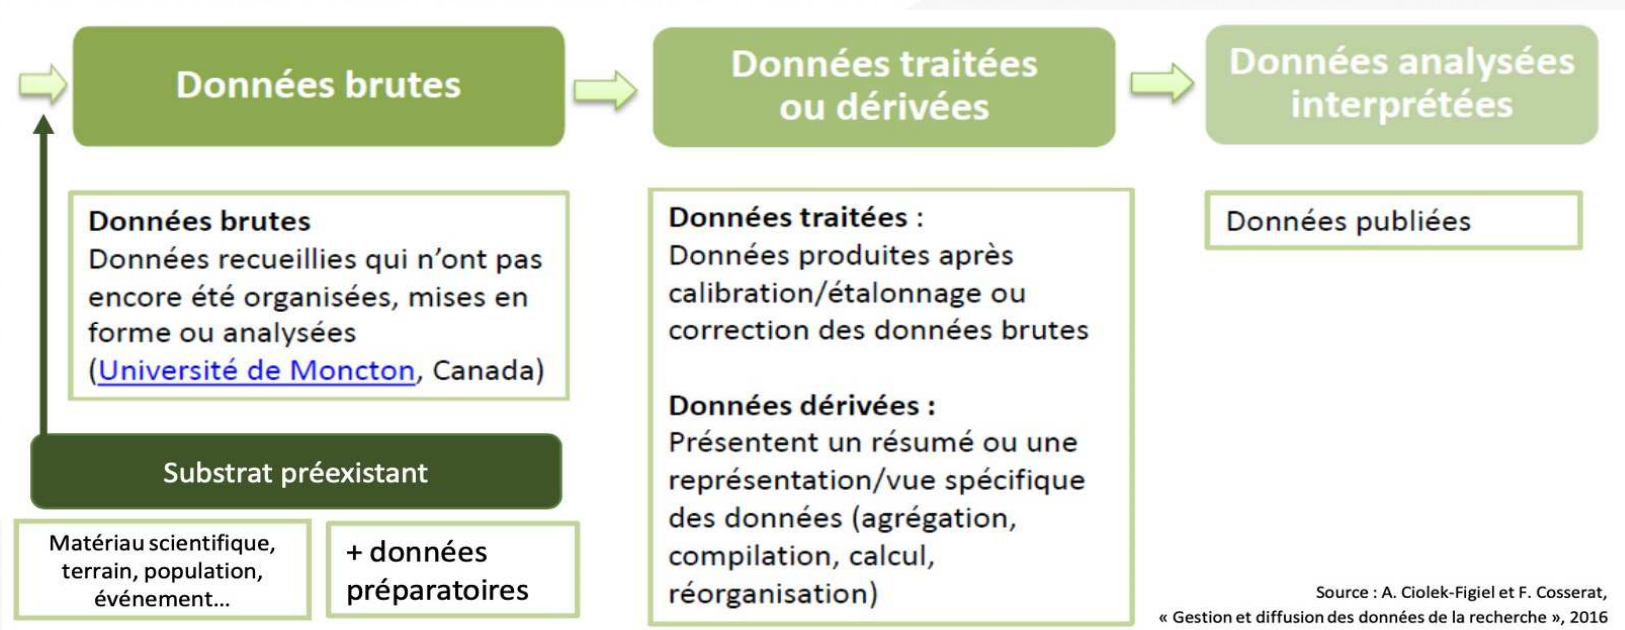 Données brutes
Données traitées
ou dérivées
Données analysées
interprétées
Données brutes
Données recueillies qui n’ont pas
encore été organisées, mises en
forme ou analysées
(Université de Moncton, Canada)
Substrat préexistant
Matériau scientifique,
terrain, population,
événement...
+ données
préparatoires
Données traitées :
Données produites après
calibration/étalonnage ou
correction des données brutes
Données dérivées :
Présentent un résumé ou une
représentation/vue spécifique
des données (agrégation,
compilation, calcul,
réorganisation)
Données publiées
Source : A. Ciolek-Figiel et F. Cosserat,
« Gestion et diffusion des données de la recherche », 2016